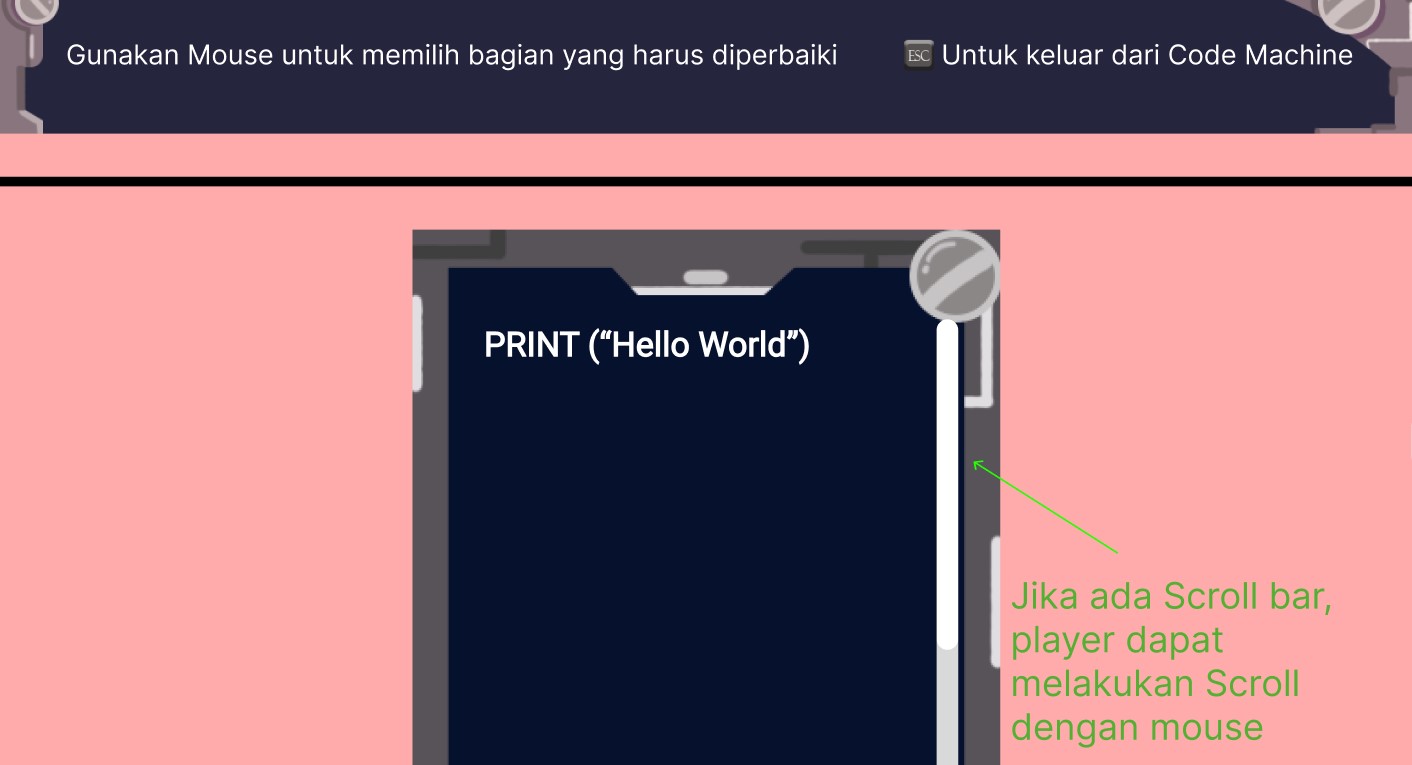 Gunakan Mouse untuk memilih bagian yang harus diperbaiki
ESC Untuk keluar dari Code Machine
PRINT (“Hello World”)
Jika ada Scroll bar,
player dapat
melakukan Scroll
dengan mouse